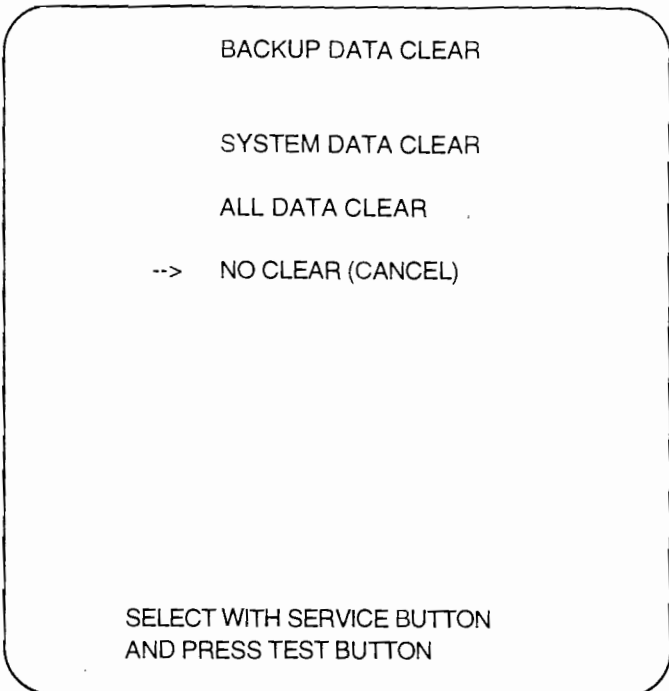 BACKUP DATA CLEAR
SYSTEM DATA CLEAR
ALL DATA CLEAR
--> NO CLEAR (CANCEL)
SELECT WITH SERVICE BUTTON
AND PRESS TEST BUTTON